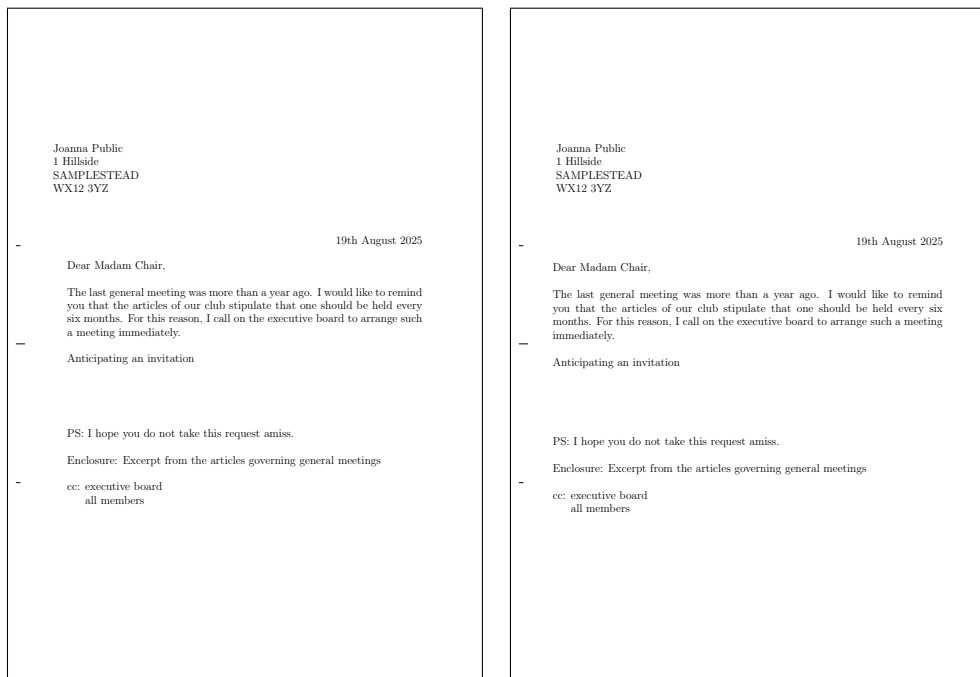 Joanna Public
1 Hillside
SAMPLESTEAD
WX12 3YZ
19th August 2025
Dear Madam Chair,
The last general meeting was more than a year ago. I would like to remind
you that the articles of our club stipulate that one should be held every
six months. For this reason, I call on the executive board to arrange such
a meeting immediately.
Anticipating an invitation
PS: I hope you do not take this request amiss.
Enclosure: Excerpt from the articles governing general meetings
cc: executive board
all members
Joanna Public
1 Hillside
SAMPLESTEAD
WX12 3YZ
19th August 2025
Dear Madam Chair,
The last general meeting was more than a year ago. I would like to remind
you that the articles of our club stipulate that one should be held every six
months. For this reason, I call on the executive board to arrange such a meeting
immediately.
Anticipating an invitation
PS: I hope you do not take this request amiss.
Enclosure: Excerpt from the articles governing general meetings
cc: executive board
all members